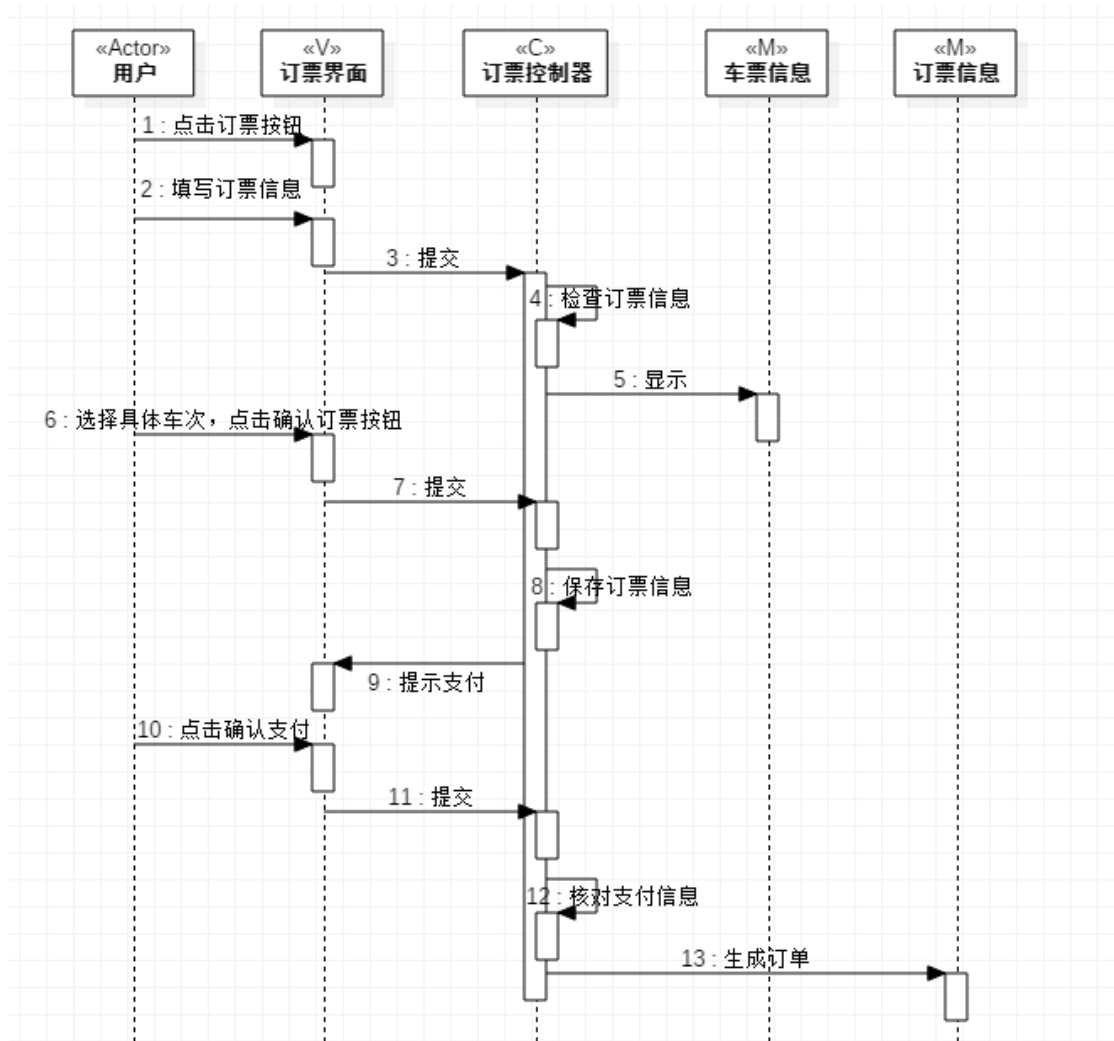 «Actor»
用户
«V»
订票界面
«C»
订票控制器
«M»
车票信息
«M»
订票信息
1 : 点击订票按钮
2 : 填写订票信息
3 : 提交
4 : 检查订票信息
5 : 显示
6 : 选择具体车次，点击确认订票按钮
7 : 提交
8 : 保存订票信息
9 : 提示支付
10 : 点击确认支付
11 : 提交
12 : 核对支付信息
13 : 生成订单